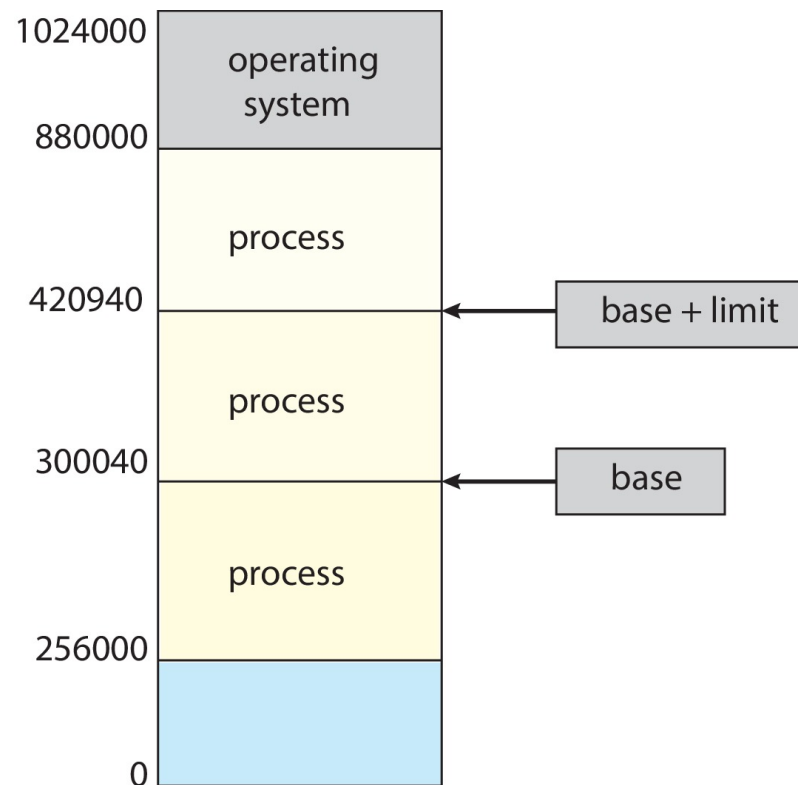 1024000
operating
system
880000
process
420940
base + limit
process
300040
base
process
256000
0